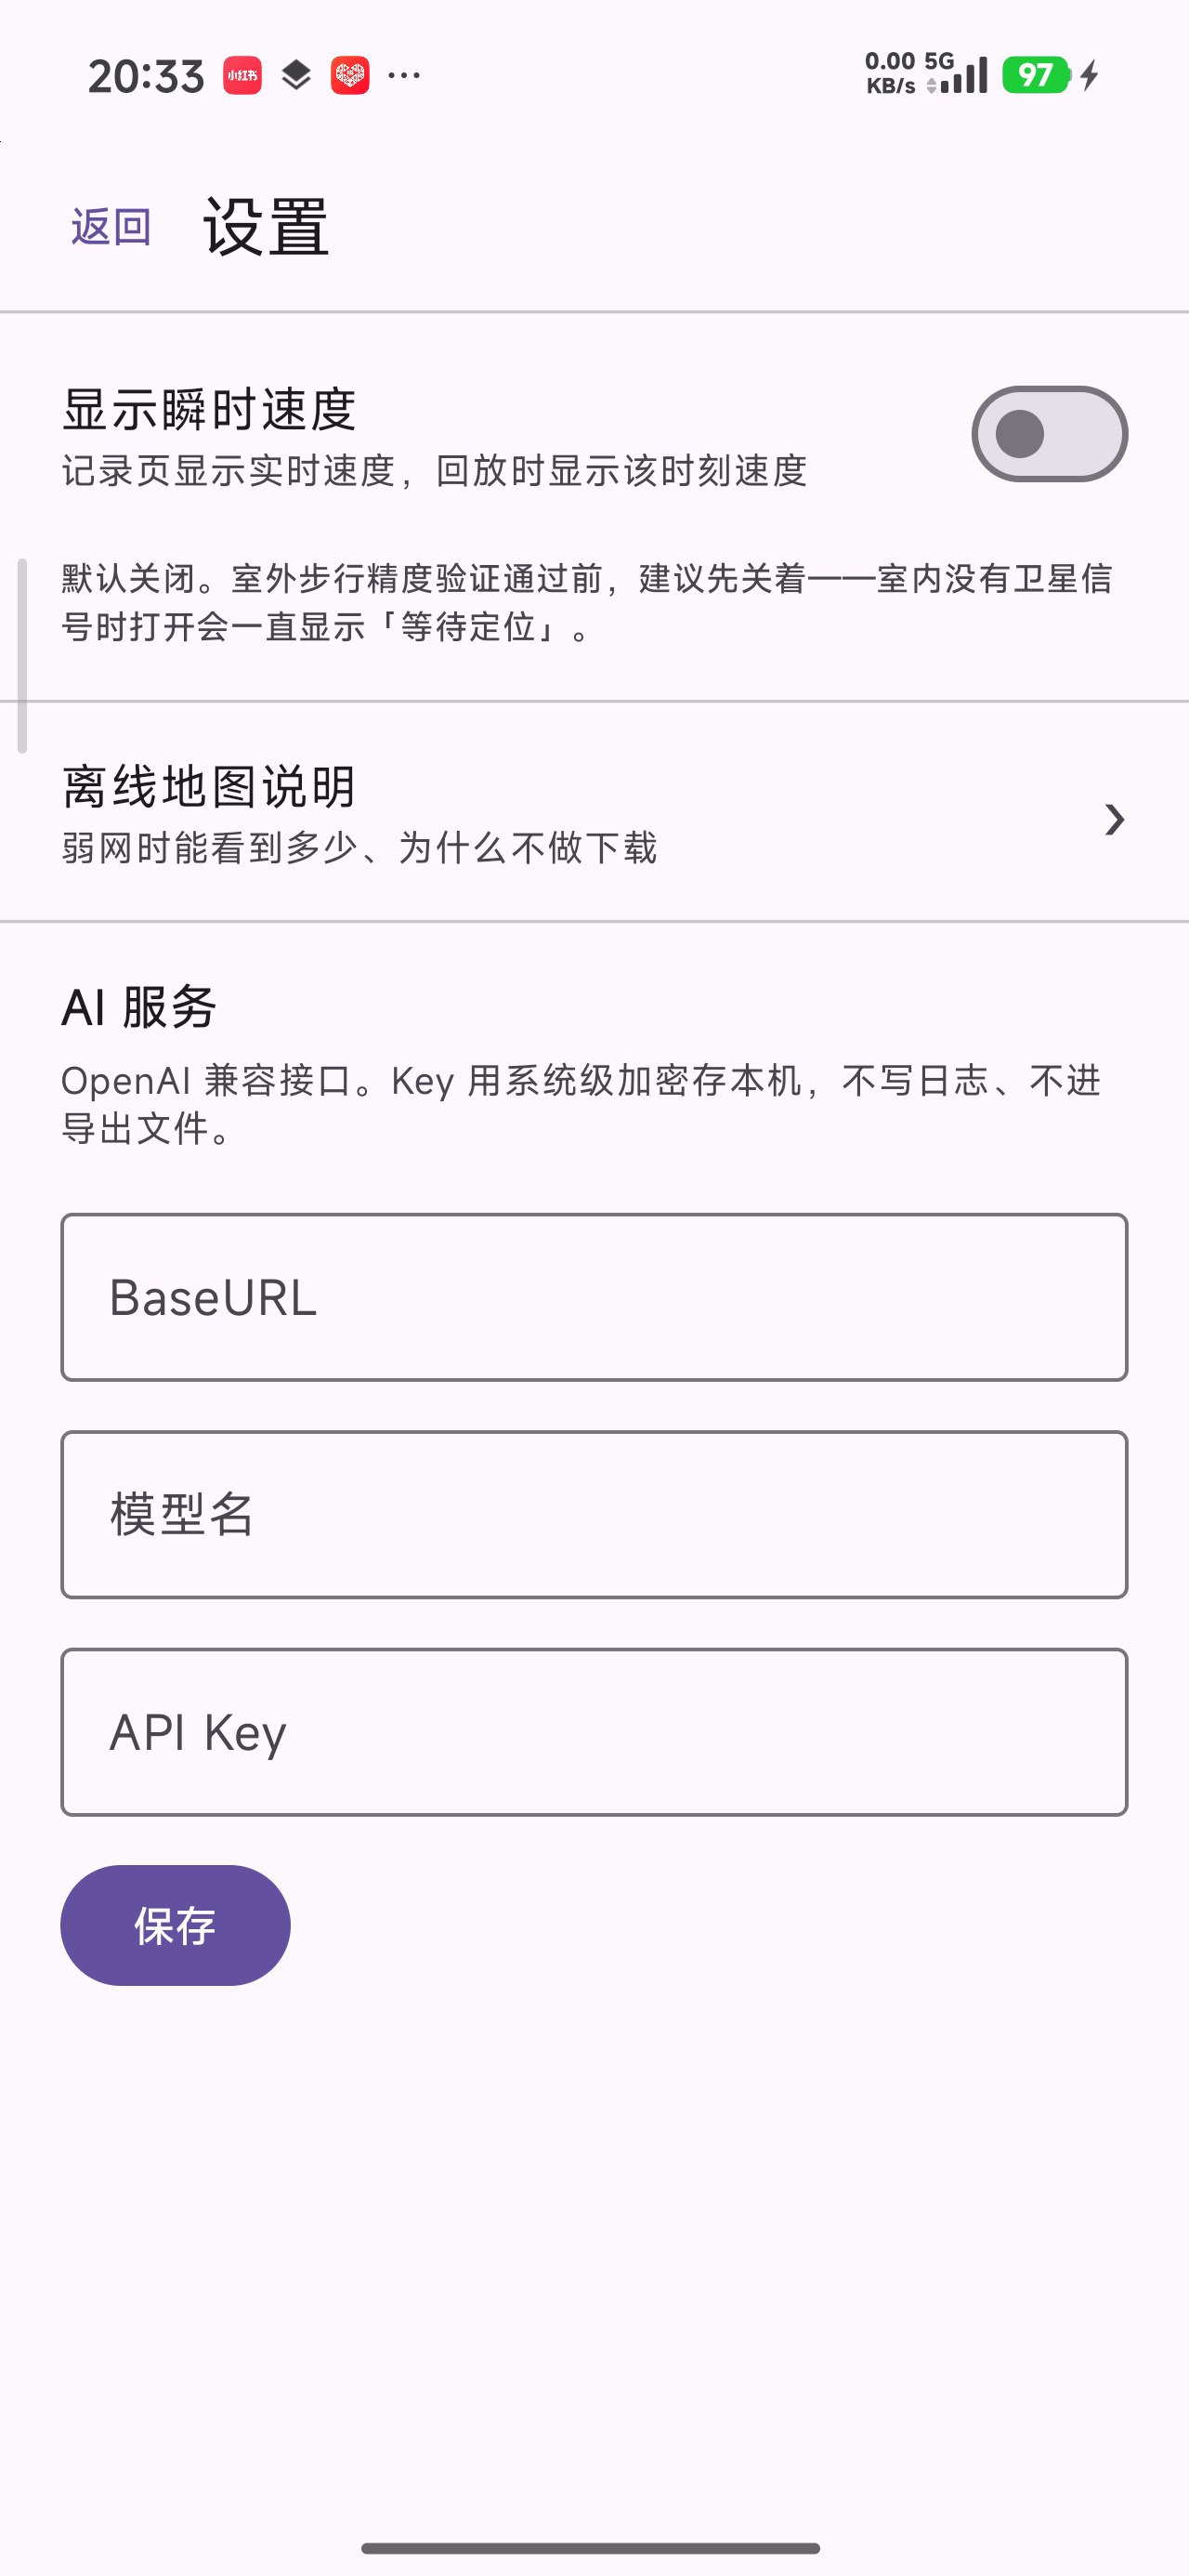 20:33 小红书 ··· 0.00 KB/s 5G 97
返回 设置
显示瞬时速度
记录页显示实时速度，回放时显示该时刻速度
默认关闭。室外步行精度验证通过前，建议先关着——室内没有卫星信
号时打开会一直显示「等待定位」。
离线地图说明
弱网时能看到多少、为什么不做下载
AI 服务
OpenAI 兼容接口。Key 用系统级加密存本机，不写日志、不进
导出文件。
BaseURL
模型名
API Key
保存